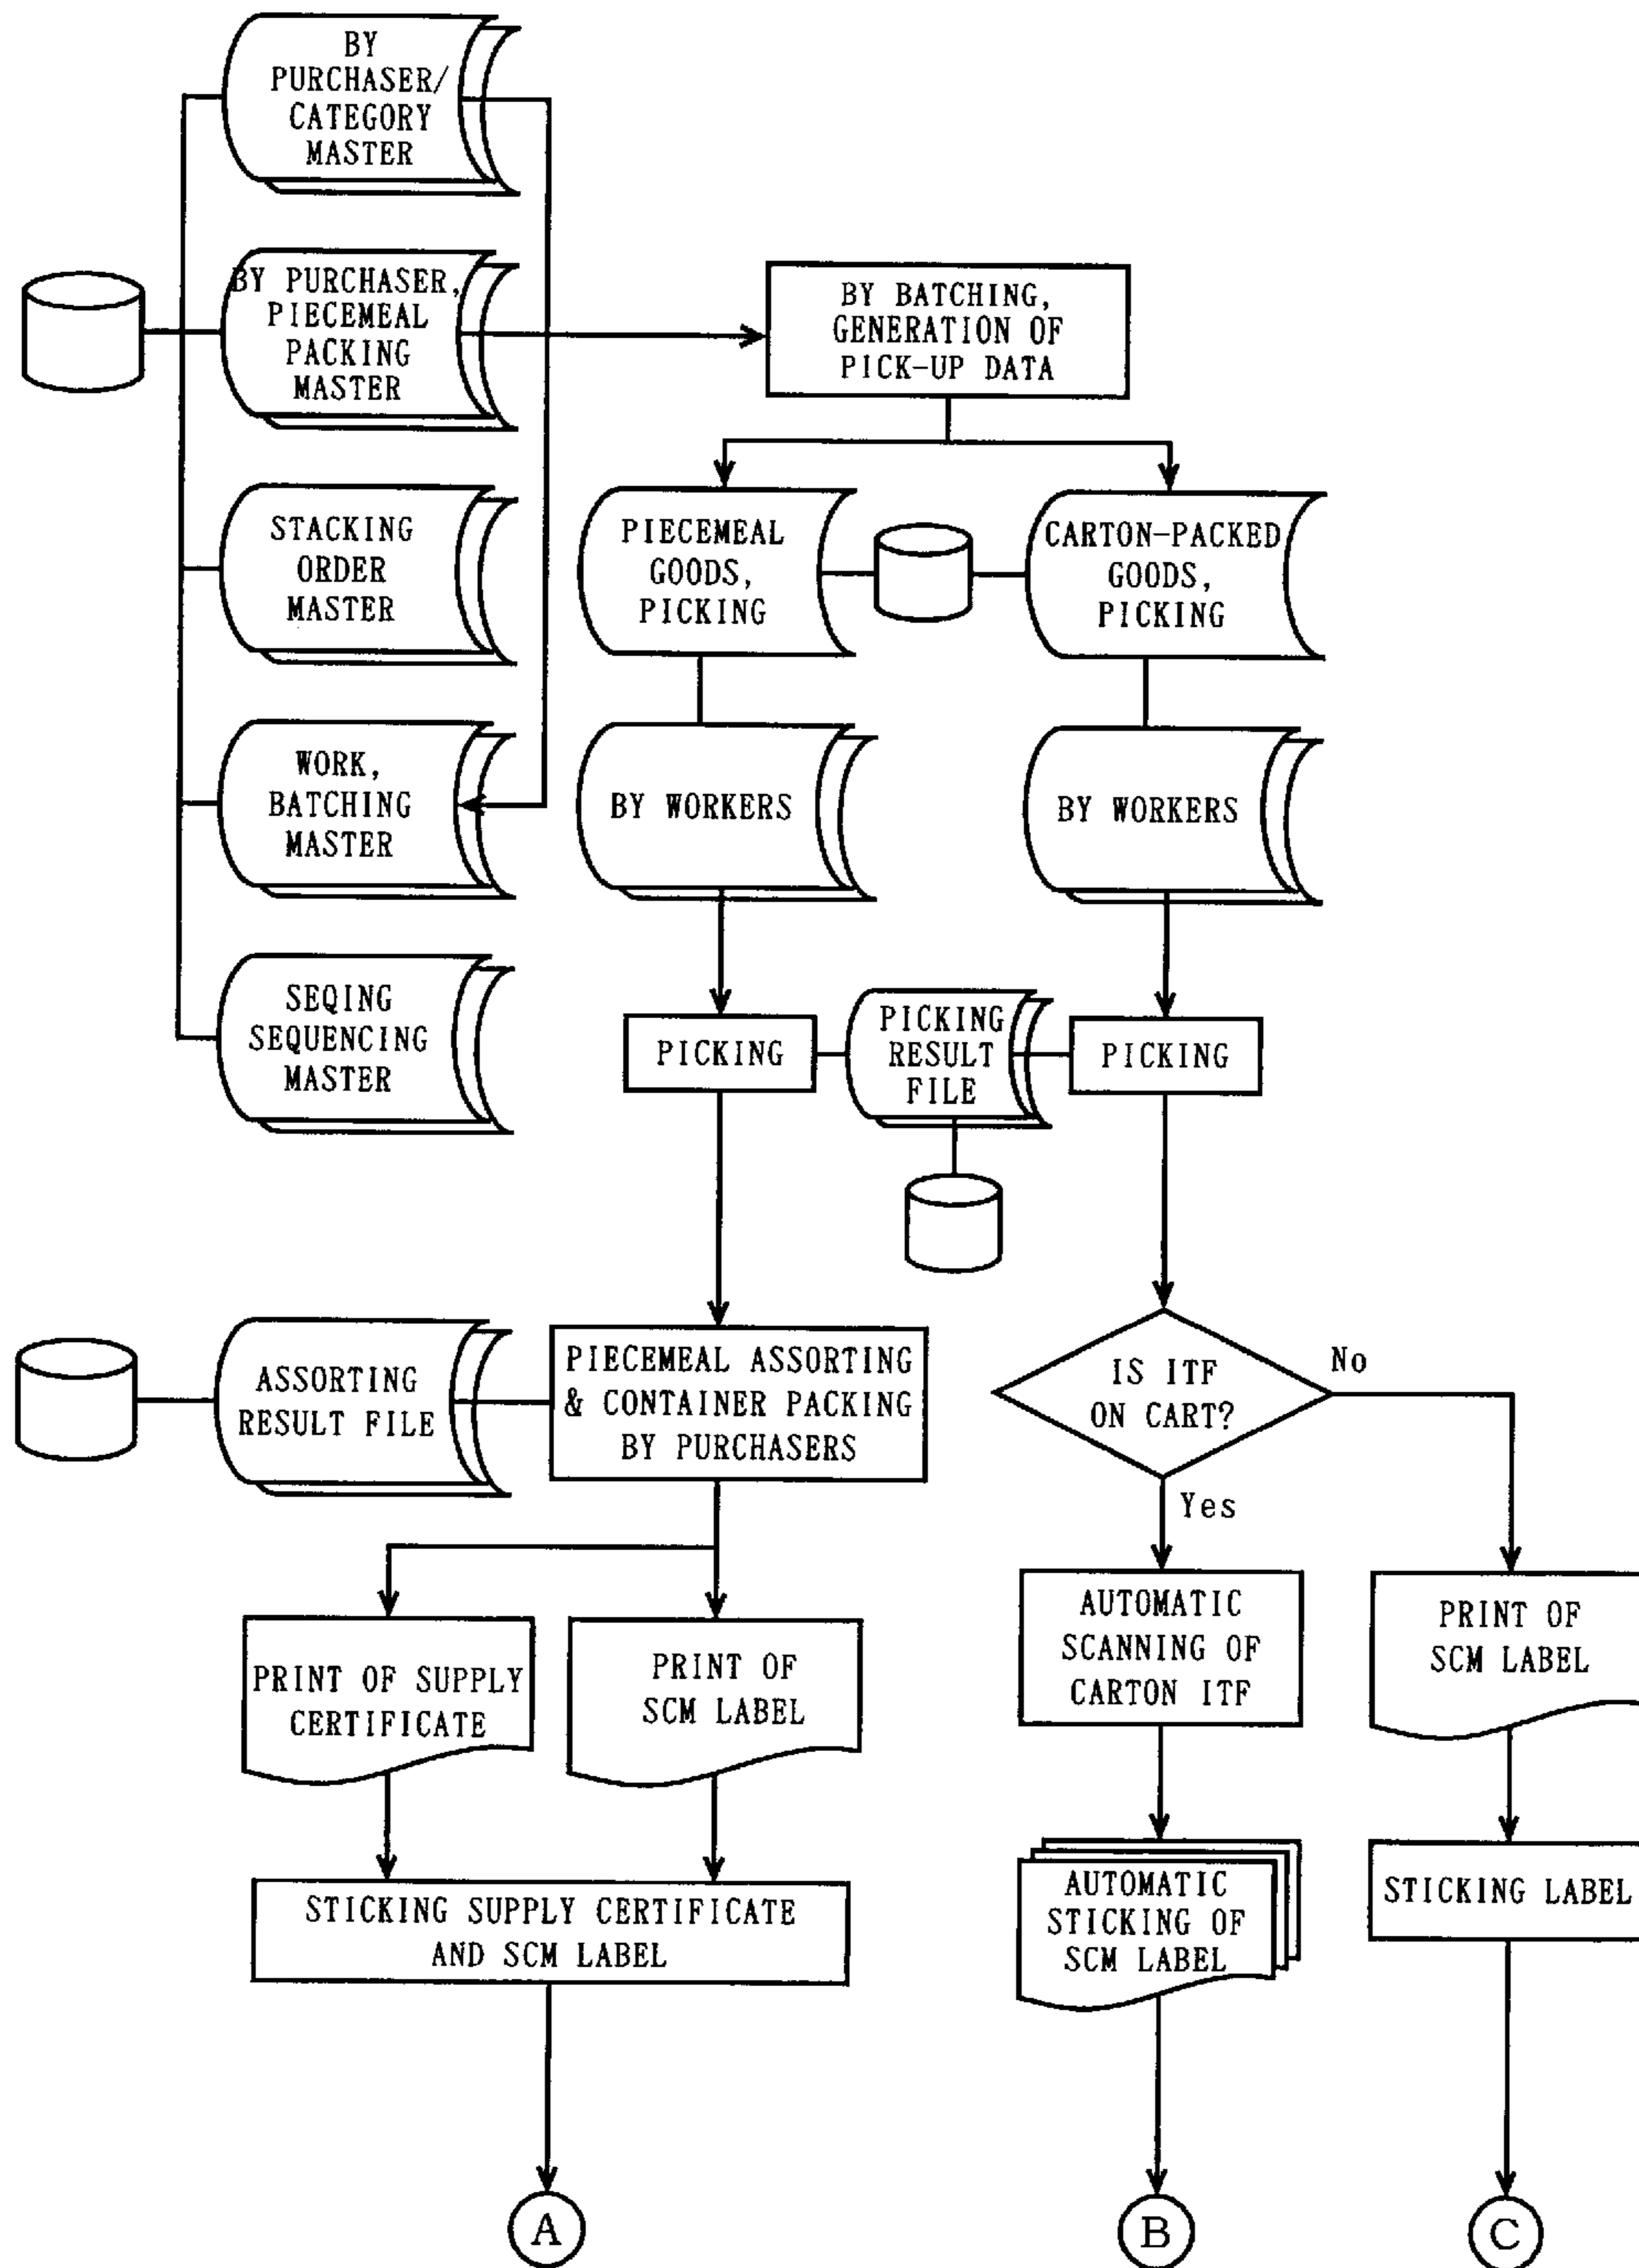 BY
PURCHASER/
CATEGORY
MASTER
BY PURCHASER,
PIECEMEAL
PACKING
MASTER
BY BATCHING,
GENERATION OF
PICK-UP DATA
STACKING
ORDER
MASTER
PIECEMEAL
GOODS,
PICKING
CARTON-PACKED
GOODS,
PICKING
WORK,
BATCHING
MASTER
BY WORKERS
BY WORKERS
SEQING
SEQUENCING
MASTER
PICKING
PICKING
RESULT
FILE
PICKING
ASSORTING
RESULT FILE
PIECEMEAL ASSORTING
& CONTAINER PACKING
BY PURCHASERS
IS ITF
ON CART?
No
Yes
PRINT OF SUPPLY
CERTIFICATE
PRINT OF
SCM LABEL
AUTOMATIC
SCANNING OF
CARTON ITF
PRINT OF
SCM LABEL
STICKING SUPPLY CERTIFICATE
AND SCM LABEL
AUTOMATIC
STICKING OF
SCM LABEL
STICKING LABEL
A
B
C